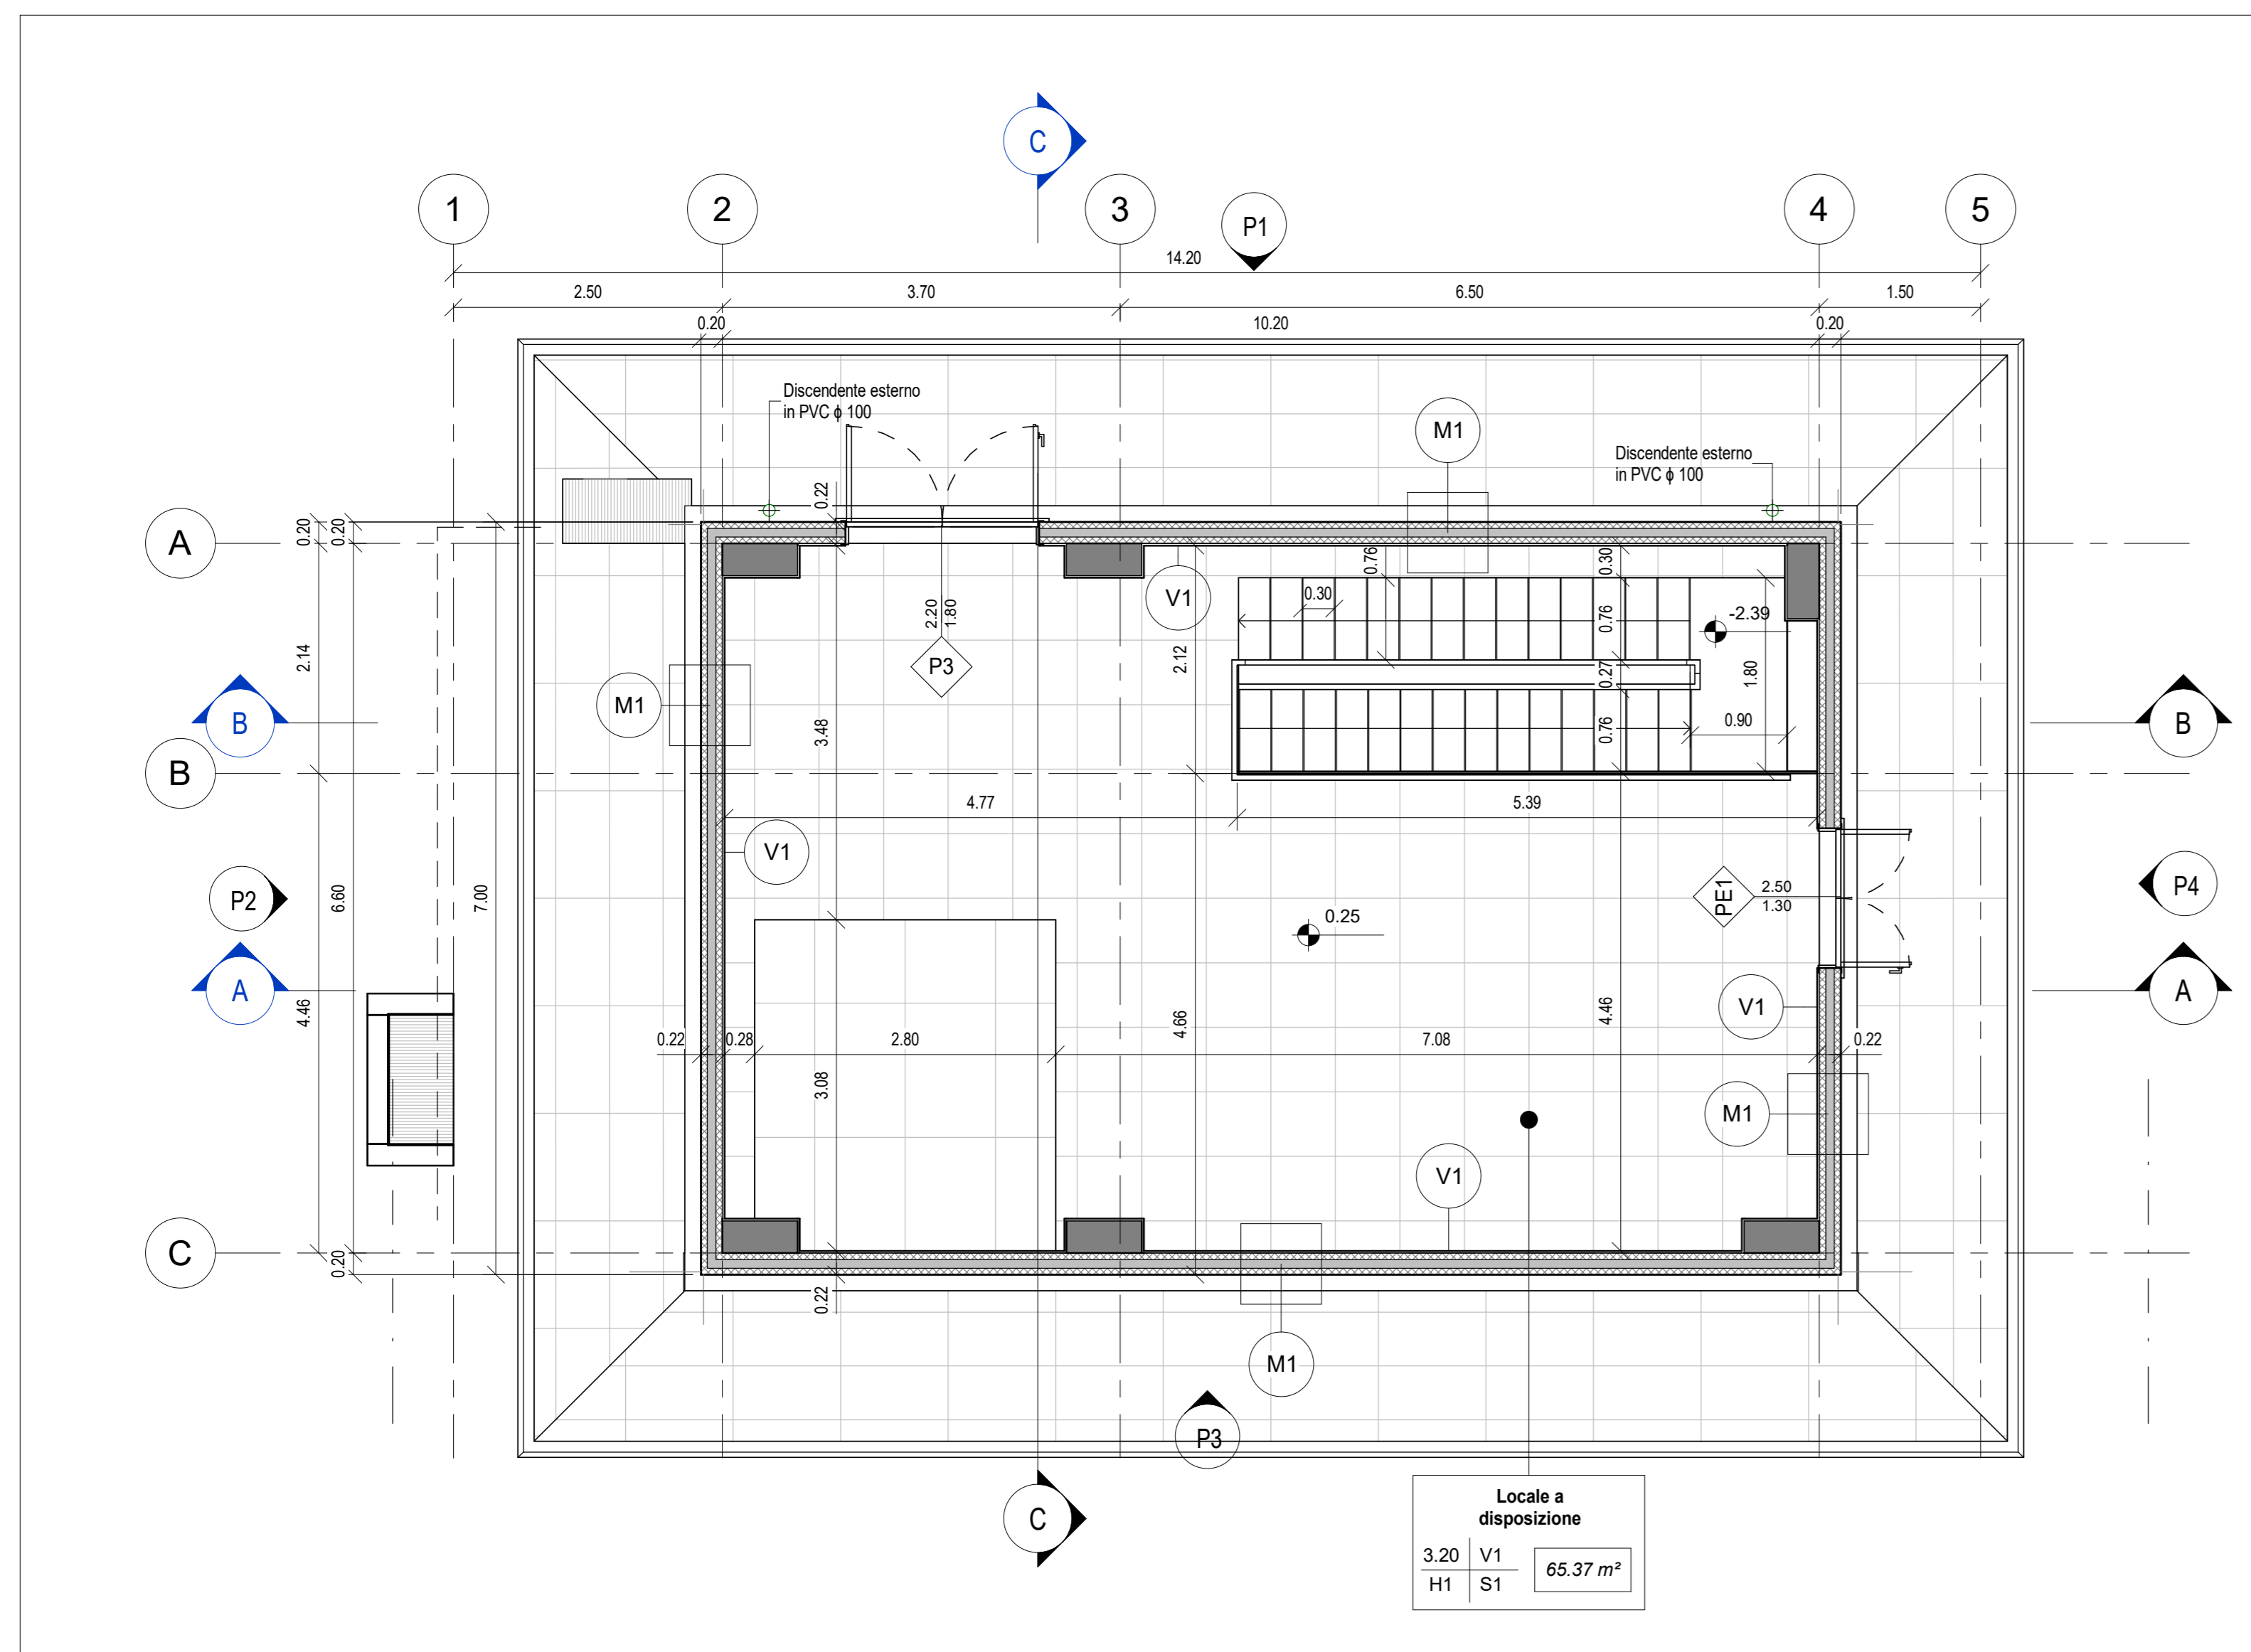 C
1
2
3
4
5
P1
14.20
2.50
3.70
6.50
1.50
0.20
10.20
0.20
Discendente esterno
in PVC ϕ 100
M1
Discendente esterno
in PVC ϕ 100
0.22
A
0.20
0.20
0.76
0.30
0.30
V1
2.20
1.80
0.76
-2.39
P3
2.14
2.12
0.27
1.80
M1
B
3.48
0.76
0.90
B
B
4.77
5.39
V1
P2
6.60
7.00
PE1
2.50
1.30
P4
0.25
A
4.46
4.66
4.46
V1
A
0.22
0.28
2.80
7.08
0.22
3.08
M1
V1
C
0.20
0.22
M1
P3
C
Locale a
disposizione
3.20 V1
H1 S1
65.37 m²